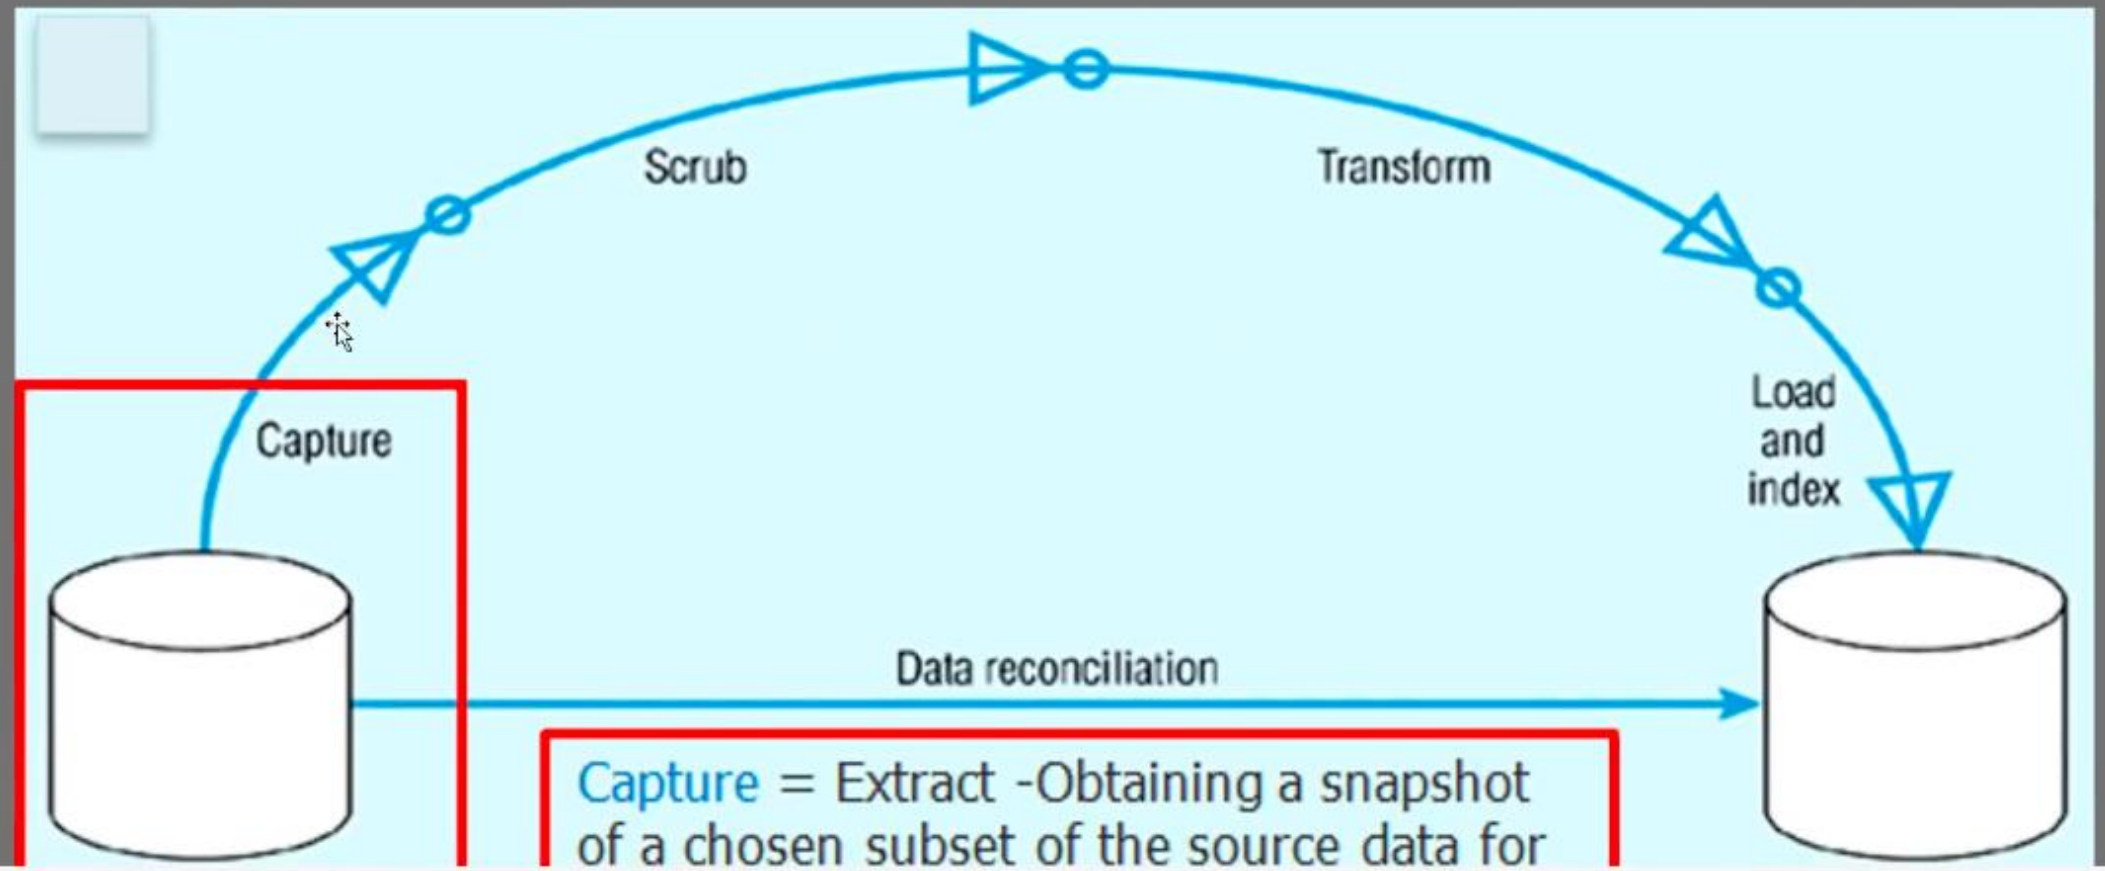 Scrub
Transform
Capture
Load
and
index
Data reconciliation
Capture = Extract -Obtaining a snapshot
of a chosen subset of the source data for